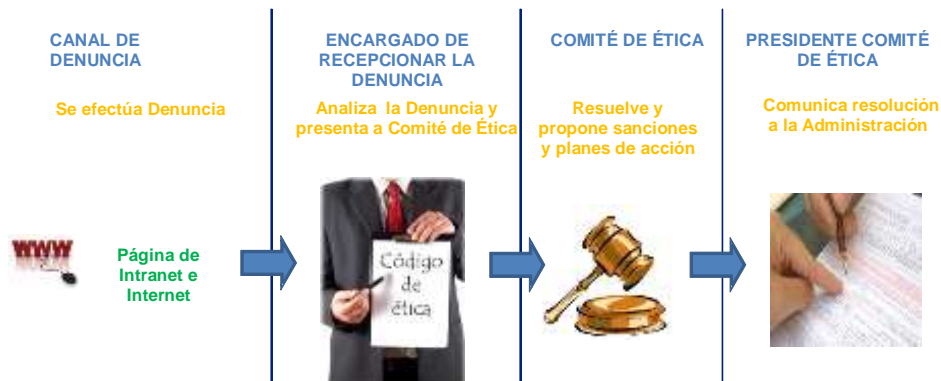 CANAL DE
DENUNCIA
Se efectúa Denuncia
WWW
Página de
Intranet e
Internet
ENCARGADO DE
RECEPCIONAR LA
DENUNCIA
Analiza la Denuncia y
presenta a Comité de Ética
Código
de
ética
COMITÉ DE ÉTICA
Resuelve y
propone sanciones
y planes de acción
PRESIDENTE COMITÉ
DE ÉTICA
Comunica resolución
a la Administración